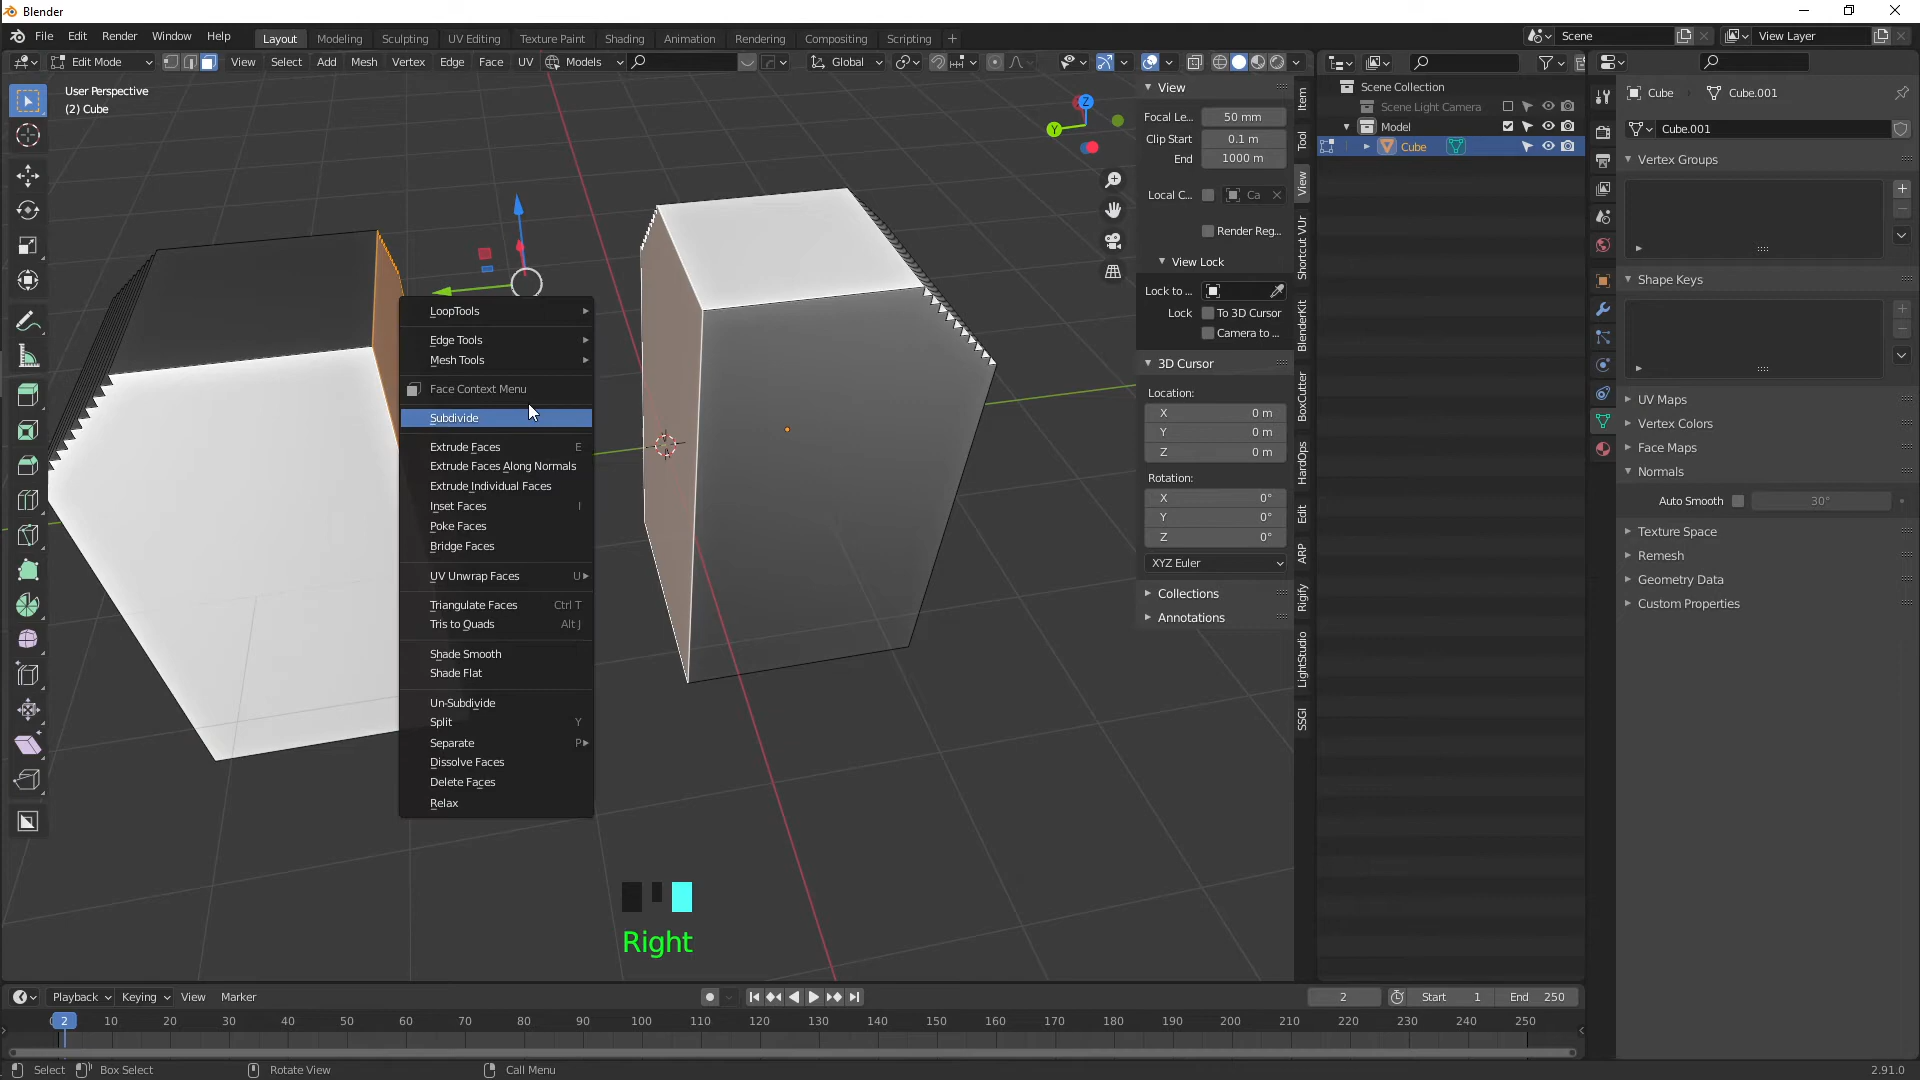 Blender
File Edit Render Window Help
Layout Modeling Sculpting UV Editing Texture Paint Shading Animation Rendering Compositing Scripting +
Scene View Layer
Edit Mode View Select Add Mesh Vertex Edge Face UV Models Global
User Perspective
(2) Cube
Z
Y
LoopTools
Edge Tools
Mesh Tools
Face Context Menu
Subdivide
Extrude Faces E
Extrude Faces Along Normals
Extrude Individual Faces
Inset Faces I
Poke Faces
Bridge Faces
UV Unwrap Faces U
Triangulate Faces Ctrl T
Tris to Quads Alt J
Shade Smooth
Shade Flat
Un-Subdivide
Split Y
Separate P
Dissolve Faces
Delete Faces
Relax
Right
View
Focal Le... 50 mm
Clip Start 0.1 m
End 1000 m
Local C... Ca
Render Reg...
View Lock
Lock to ...
Lock To 3D Cursor
Camera to ...
3D Cursor
Location:
X 0 m
Y 0 m
Z 0 m
Rotation:
X 0°
Y 0°
Z 0°
XYZ Euler
Collections
Annotations
Item
Tool
View
Shortcut VUr
BlenderKit
BoxCutter
HardOps
Edit
ARP
Rigify
LightStudio
SSGI
Scene Collection
Scene Light Camera
Model
Cube
Cube Cube.001
Cube.001
Vertex Groups
Shape Keys
UV Maps
Vertex Colors
Face Maps
Normals
Auto Smooth 30°
Texture Space
Remesh
Geometry Data
Custom Properties
Playback Keying View Marker
2 Start 1 End 250
2 10 20 30 40 50 60 70 80 90 100 110 120 130 140 150 160 170 180 190 200 210 220 230 240 250
Select Box Select Rotate View Call Menu 2.91.0